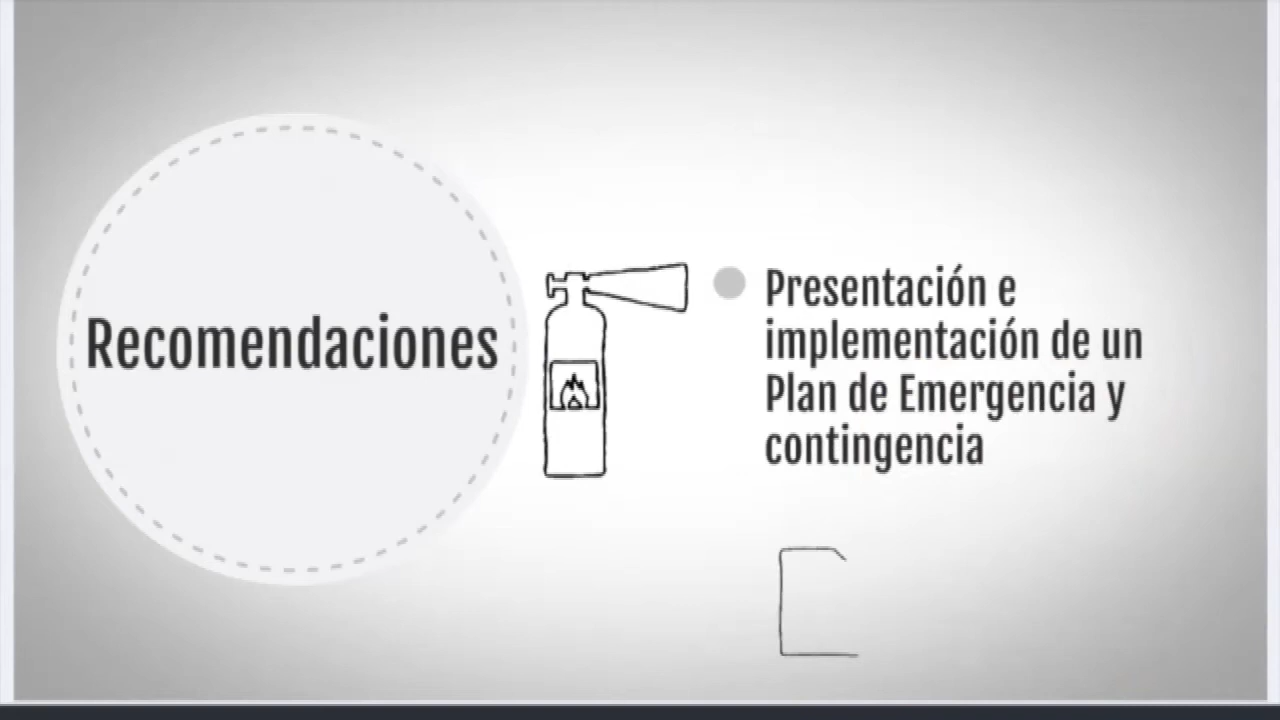 Recomendaciones
Presentación e
implementación de un
Plan de Emergencia y
contingencia